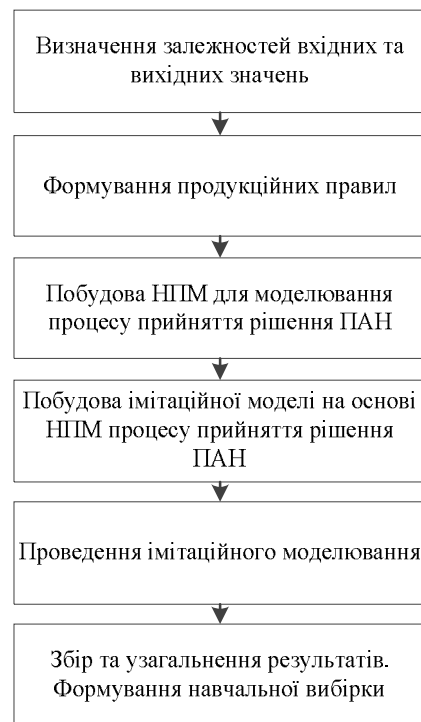 Визначення залежностей вхідних та
вихідних значень
Формування продукційних правил
Побудова НПМ для моделювання
процесу прийняття рішення ПАН
Побудова імітаційної моделі на основі
НПМ процесу прийняття рішення
ПАН
Проведення імітаційного моделювання
Збір та узагальнення результатів.
Формування навчальної вибірки